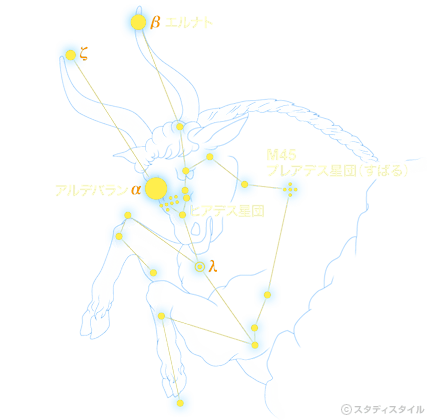 β エルナト
ζ
M45
プレアデス星団(すばる)
アルデバラン α
ヒアデス星団
λ
©スタディスタイル